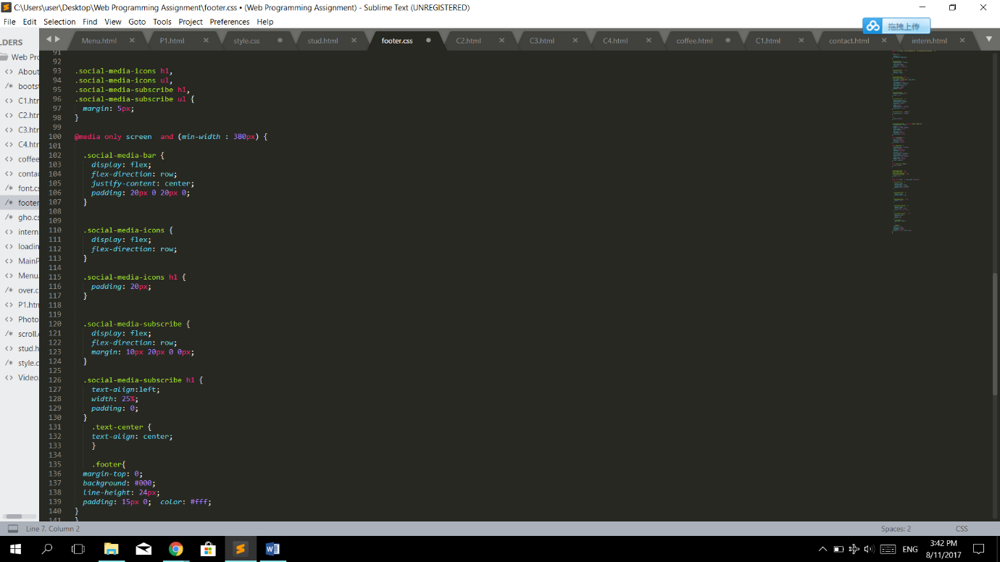 C:\Users\user\Desktop\Web Programming Assignment\footer.css • (Web Programming Assignment) - Sublime Text (UNREGISTERED)
File Edit Selection Find View Goto Tools Project Preferences Help
拖拽上传
LDERS
Menu.html P1.html style.css stud.html footer.css C2.html C3.html C4.html coffee.html C1.html contact.html intern.html
Web Pro
<> About
/* bootst
<> C1.htm
<> C2.htm
<> C3.htm
<> C4.htm
<> coffee
<> contac
/* font.cs
/* footer
/* gho.cs
<> intern
<> loadin
<> MainP
<> Menu.
/* over.c
<> P1.htm
<> Photo
/* scroll.
<> stud.h
/* style.c
<> Video.
91
92
93 .social-media-icons h1,
94 .social-media-icons ul,
95 .social-media-subscribe h1,
96 .social-media-subscribe ul {
97 margin: 5px;
98 }
99
100 @media only screen and (min-width : 380px) {
101
102 .social-media-bar {
103 display: flex;
104 flex-direction: row;
105 justify-content: center;
106 padding: 20px 0 20px 0;
107 }
108
109
110 .social-media-icons {
111 display: flex;
112 flex-direction: row;
113 }
114
115 .social-media-icons h1 {
116 padding: 20px;
117 }
118
119
120 .social-media-subscribe {
121 display: flex;
122 flex-direction: row;
123 margin: 10px 20px 0 0px;
124 }
125
126 .social-media-subscribe h1 {
127 text-align:left;
128 width: 25%;
129 padding: 0;
130 }
131 .text-center {
132 text-align: center;
133 }
134
135 .footer{
136 margin-top: 0;
137 background: #000;
138 line-height: 24px;
139 padding: 15px 0; color: #fff;
140 }
141 }
Line 7, Column 2
Spaces: 2
CSS
ENG
3:42 PM
8/11/2017